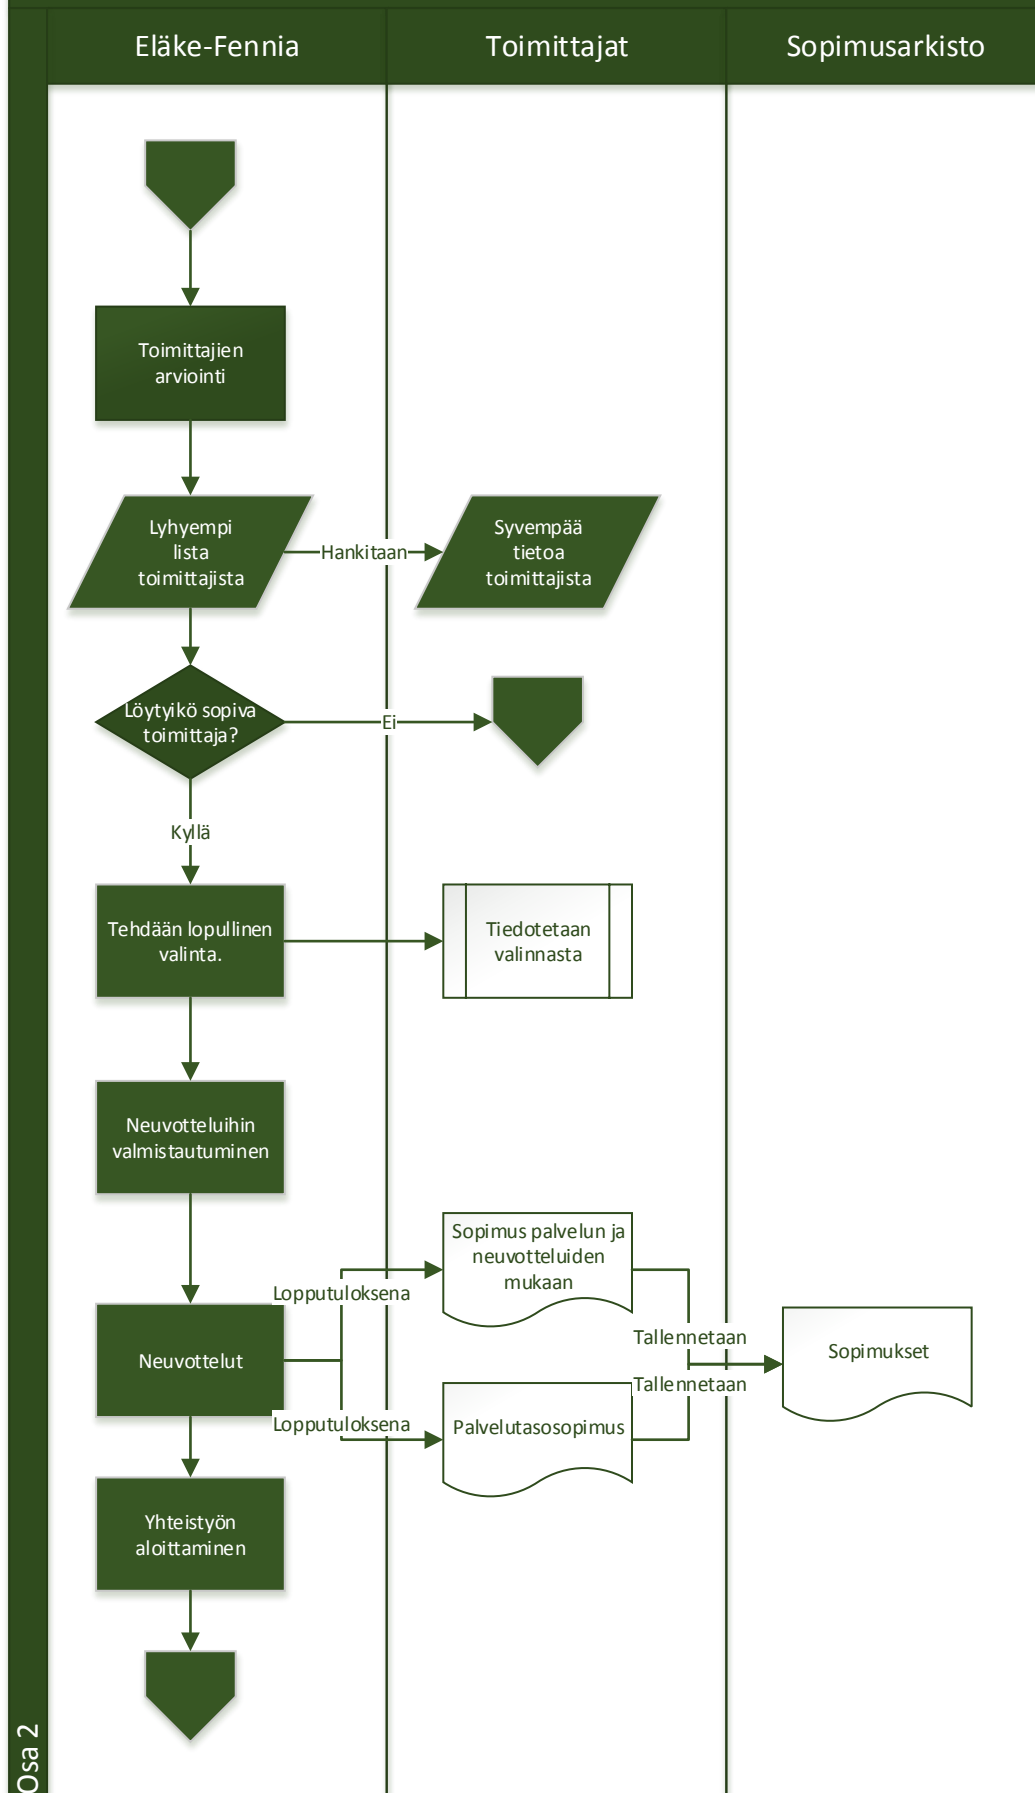 Eläke-Fennia
Toimittajat
Sopimusarkisto
Toimittajien
arviointi
Lyhyempi
lista
toimittajista
Hankitaan
Syvempää
tietoa
toimittajista
Löytyikö sopiva
toimittaja?
Ei
Kyllä
Tehdään lopullinen
valinta.
Tiedotetaan
valinnasta
Neuvotteluihin
valmistautuminen
Sopimus palvelun ja
neuvotteluiden
mukaan
Lopputuloksena
Neuvottelut
Tallennetaan
Tallennetaan
Sopimukset
Lopputuloksena
Palvelutasosopimus
Yhteistyön
aloittaminen
Osa 2